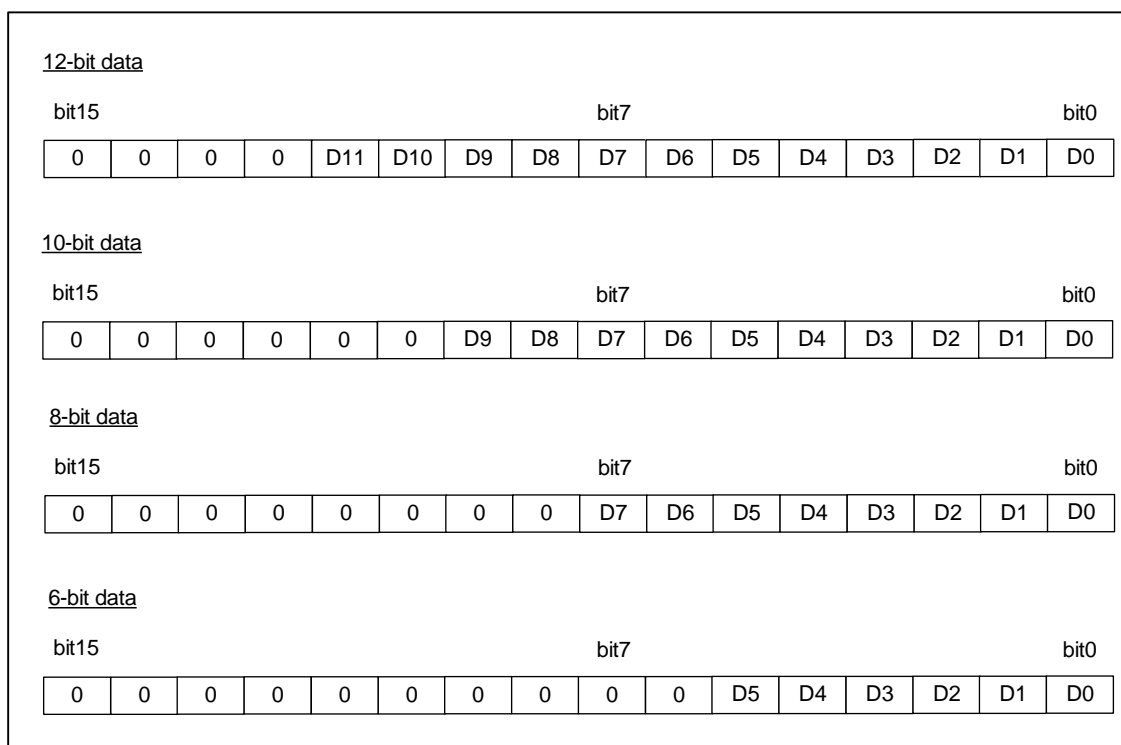 12-bit data
bit15 bit7 bit0
0 0 0 0 D11 D10 D9 D8 D7 D6 D5 D4 D3 D2 D1 D0
10-bit data
bit15 bit7 bit0
0 0 0 0 0 0 D9 D8 D7 D6 D5 D4 D3 D2 D1 D0
8-bit data
bit15 bit7 bit0
0 0 0 0 0 0 0 0 D7 D6 D5 D4 D3 D2 D1 D0
6-bit data
bit15 bit7 bit0
0 0 0 0 0 0 0 0 0 0 D5 D4 D3 D2 D1 D0